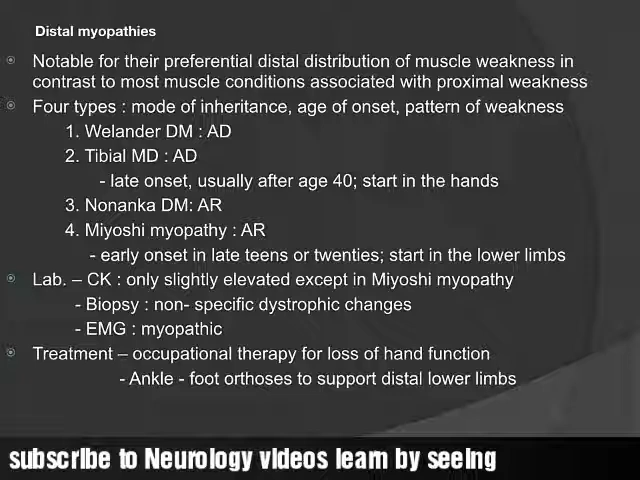 Distal myopathies
Notable for their preferential distal distribution of muscle weakness in
contrast to most muscle conditions associated with proximal weakness
Four types : mode of inheritance, age of onset, pattern of weakness
1. Welander DM : AD
2. Tibial MD : AD
- late onset, usually after age 40; start in the hands
3. Nonanka DM: AR
4. Miyoshi myopathy : AR
- early onset in late teens or twenties; start in the lower limbs
Lab. – CK : only slightly elevated except in Miyoshi myopathy
- Biopsy : non- specific dystrophic changes
- EMG : myopathic
Treatment – occupational therapy for loss of hand function
- Ankle - foot orthoses to support distal lower limbs
subscribe to Neurology videos learn by seeing